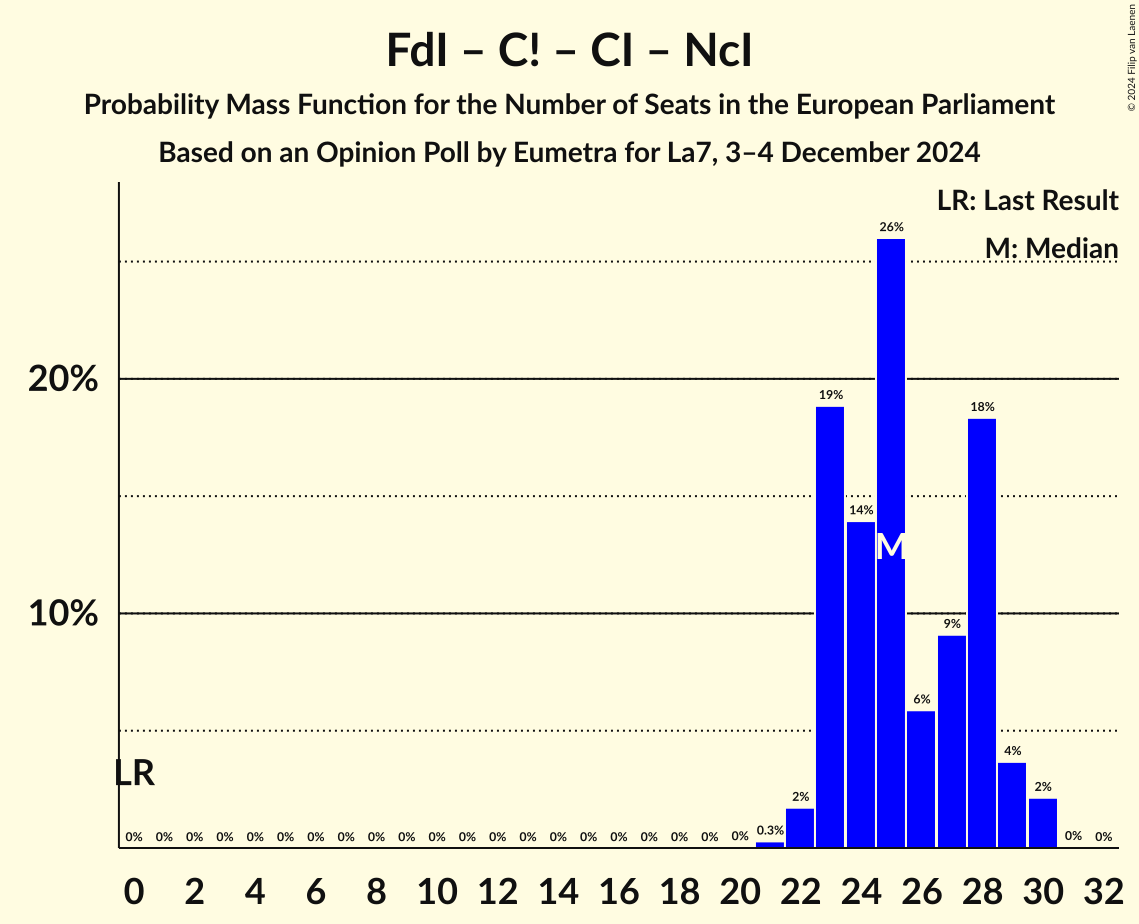 FdI – C! – CI – NcI
Probability Mass Function for the Number of Seats in the European Parliament
Based on an Opinion Poll by Eumetra for La7, 3–4 December 2024
© 2024 Filip van Laenen
LR: Last Result
M: Median
26%
20%
19%
18%
14%
M
10%
9%
6%
4%
LR
2%
2%
0% 0% 0% 0% 0% 0% 0% 0% 0% 0% 0% 0% 0% 0% 0% 0% 0% 0% 0% 0% 0% 0.3% 0% 0%
0 2 4 6 8 10 12 14 16 18 20 22 24 26 28 30 32